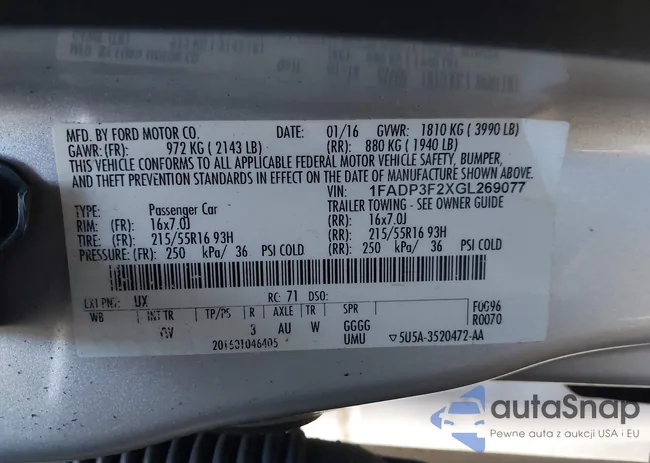 MFD. BY FORD MOTOR CO. DATE: 01/16 GVWR: 1810 KG ( 3990 LB)
GAWR: (FR): 972 KG ( 2143 LB) (RR): 880 KG ( 1940 LB)
THIS VEHICLE CONFORMS TO ALL APPLICABLE FEDERAL MOTOR VEHICLE SAFETY, BUMPER,
AND THEFT PREVENTION STANDARDS IN EFFECT ON THE DATE OF MANUFACTURE SHOWN ABOVE.
VIN: 1FADP3F2XGL269077
TYPE: Passenger Car TRAILER TOWING - SEE OWNER GUIDE
RIM: (FR): 16x7.0J (RR): 16x7.0J
TIRE: (FR): 215/55R16 93H (RR): 215/55R16 93H
PRESSURE: (FR): 250 kPa/ 36 PSI COLD (RR): 250 kPa/ 36 PSI COLD
EXT PNT: UX RC: 71 DSO:
WB INT TR TP/PS R AXLE TR SPR F0096
3 AU W GGGG R0070
201601046405 UMU 5U5A-3520472-AA
autaSnap
Pewne auta z aukcji USA i EU